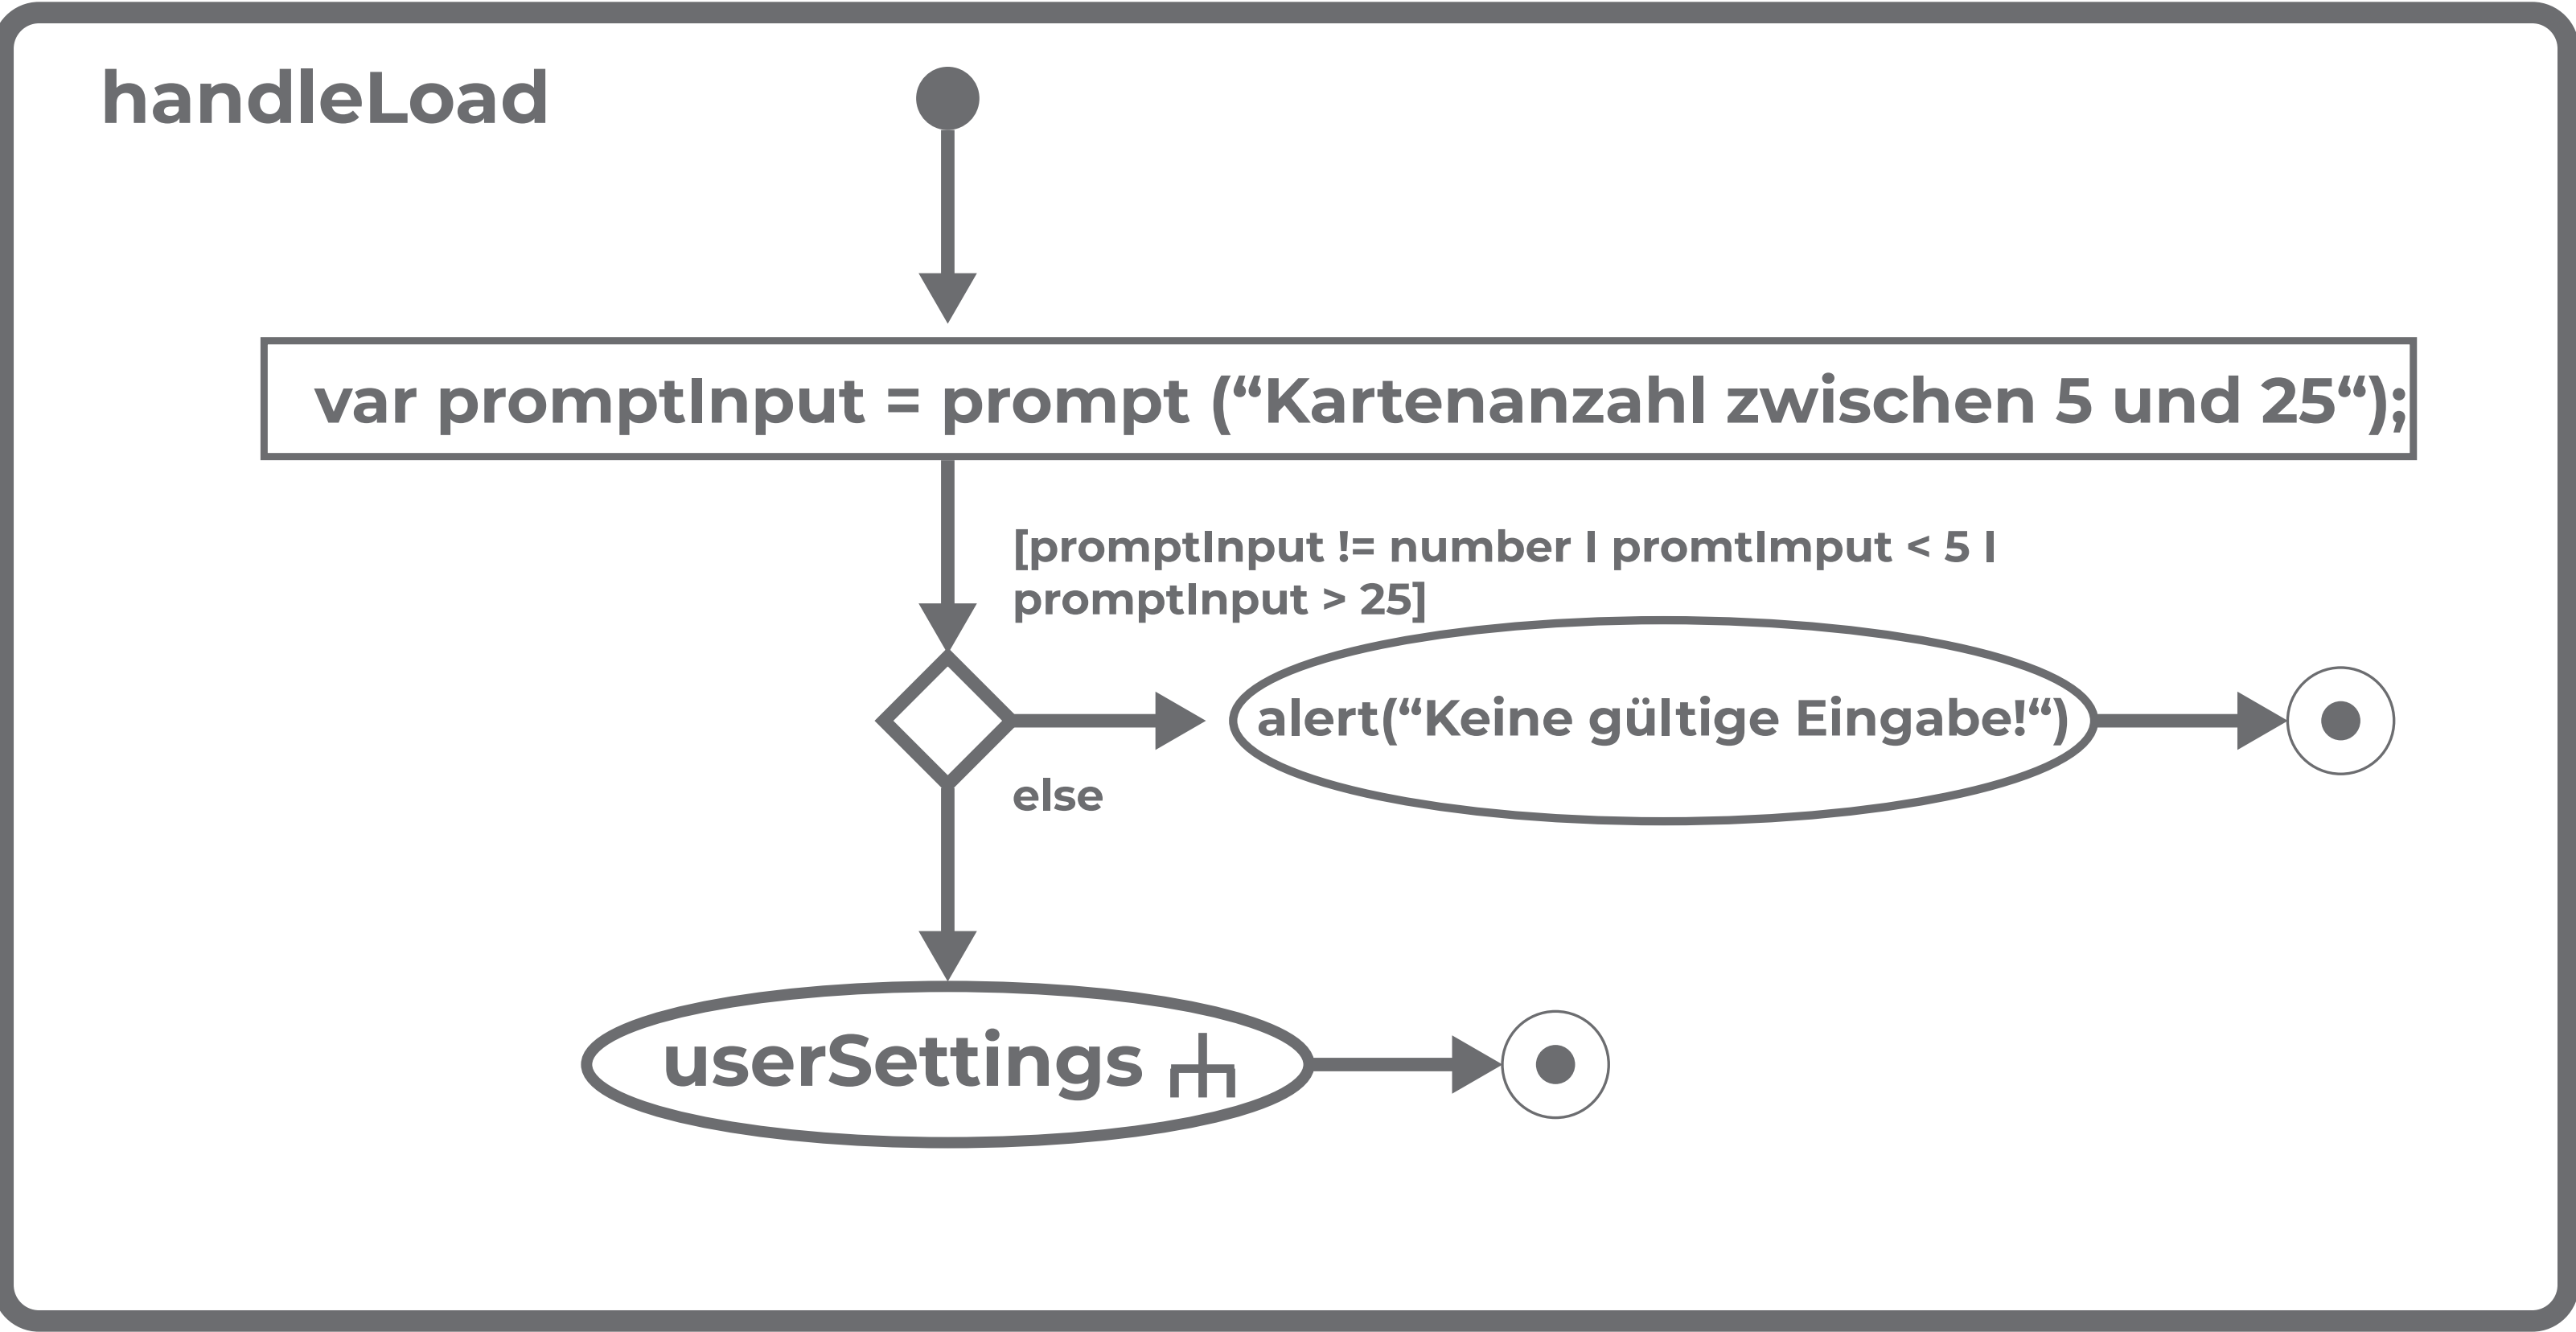 handleLoad
var promptInput = prompt (“Kartenanzahl zwischen 5 und 25“);
[promptInput != number I promtImput < 5 I
promptInput > 25]
alert(“Keine gültige Eingabe!“)
else
userSettings